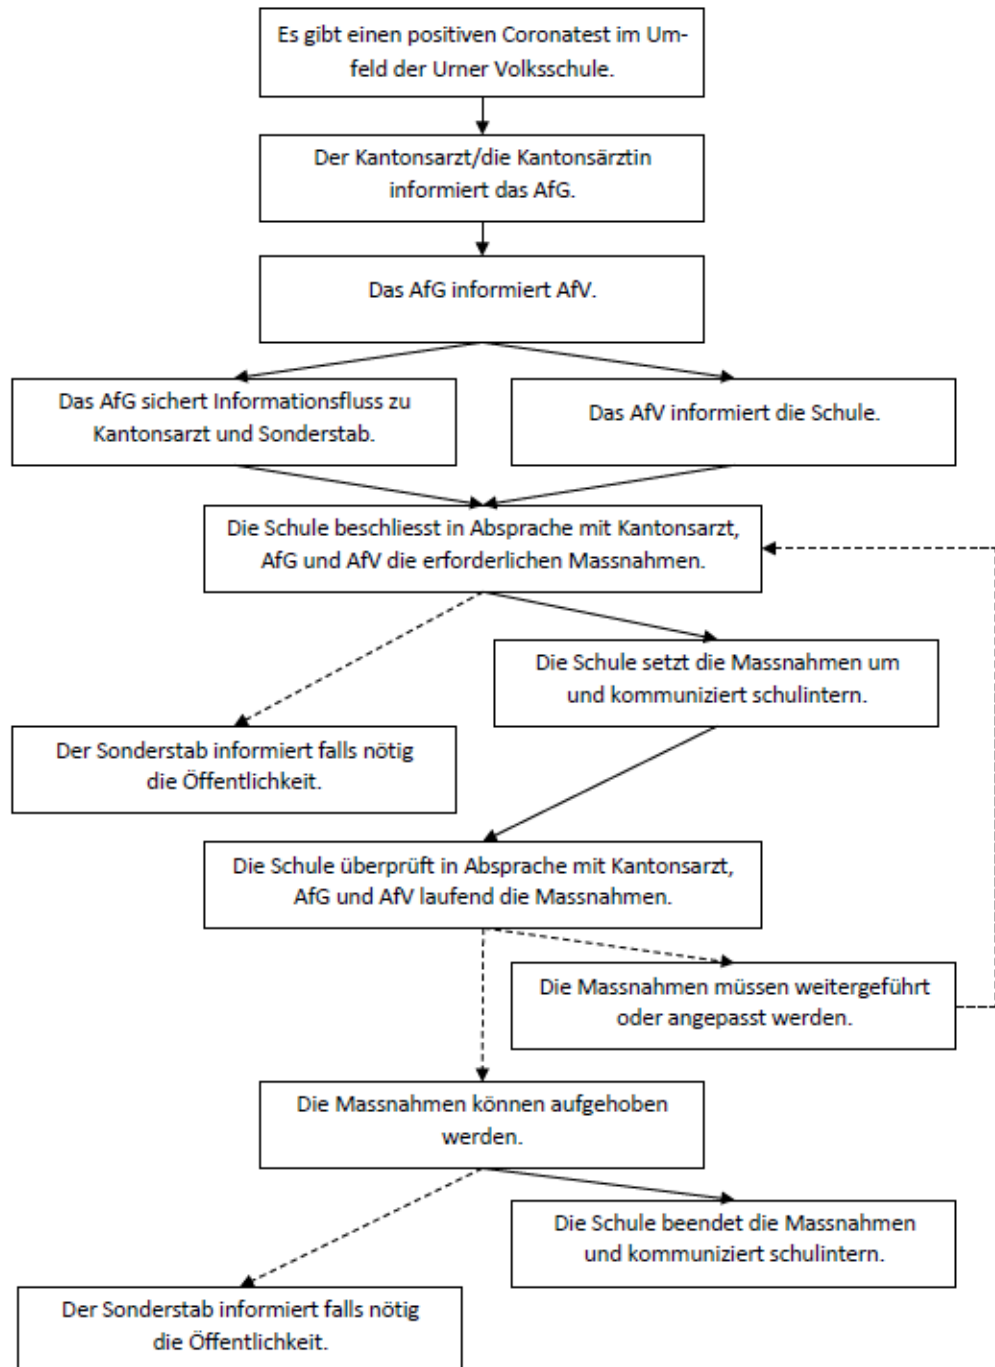 Es gibt einen positiven Coronatest im Um-
feld der Urner Volksschule.
Der Kantonsarzt/die Kantonsärztin
informiert das AfG.
Das AfG informiert AfV.
Das AfG sichert Informationsfluss zu
Kantonsarzt und Sonderstab.
Das AfV informiert die Schule.
Die Schule beschliesst in Absprache mit Kantonsarzt,
AfG und AfV die erforderlichen Massnahmen.
Die Schule setzt die Massnahmen um
und kommuniziert schulintern.
Der Sonderstab informiert falls nötig
die Öffentlichkeit.
Die Schule überprüft in Absprache mit Kantonsarzt,
AfG und AfV laufend die Massnahmen.
Die Massnahmen müssen weitergeführt
oder angepasst werden.
Die Massnahmen können aufgehoben
werden.
Die Schule beendet die Massnahmen
und kommuniziert schulintern.
Der Sonderstab informiert falls nötig
die Öffentlichkeit.